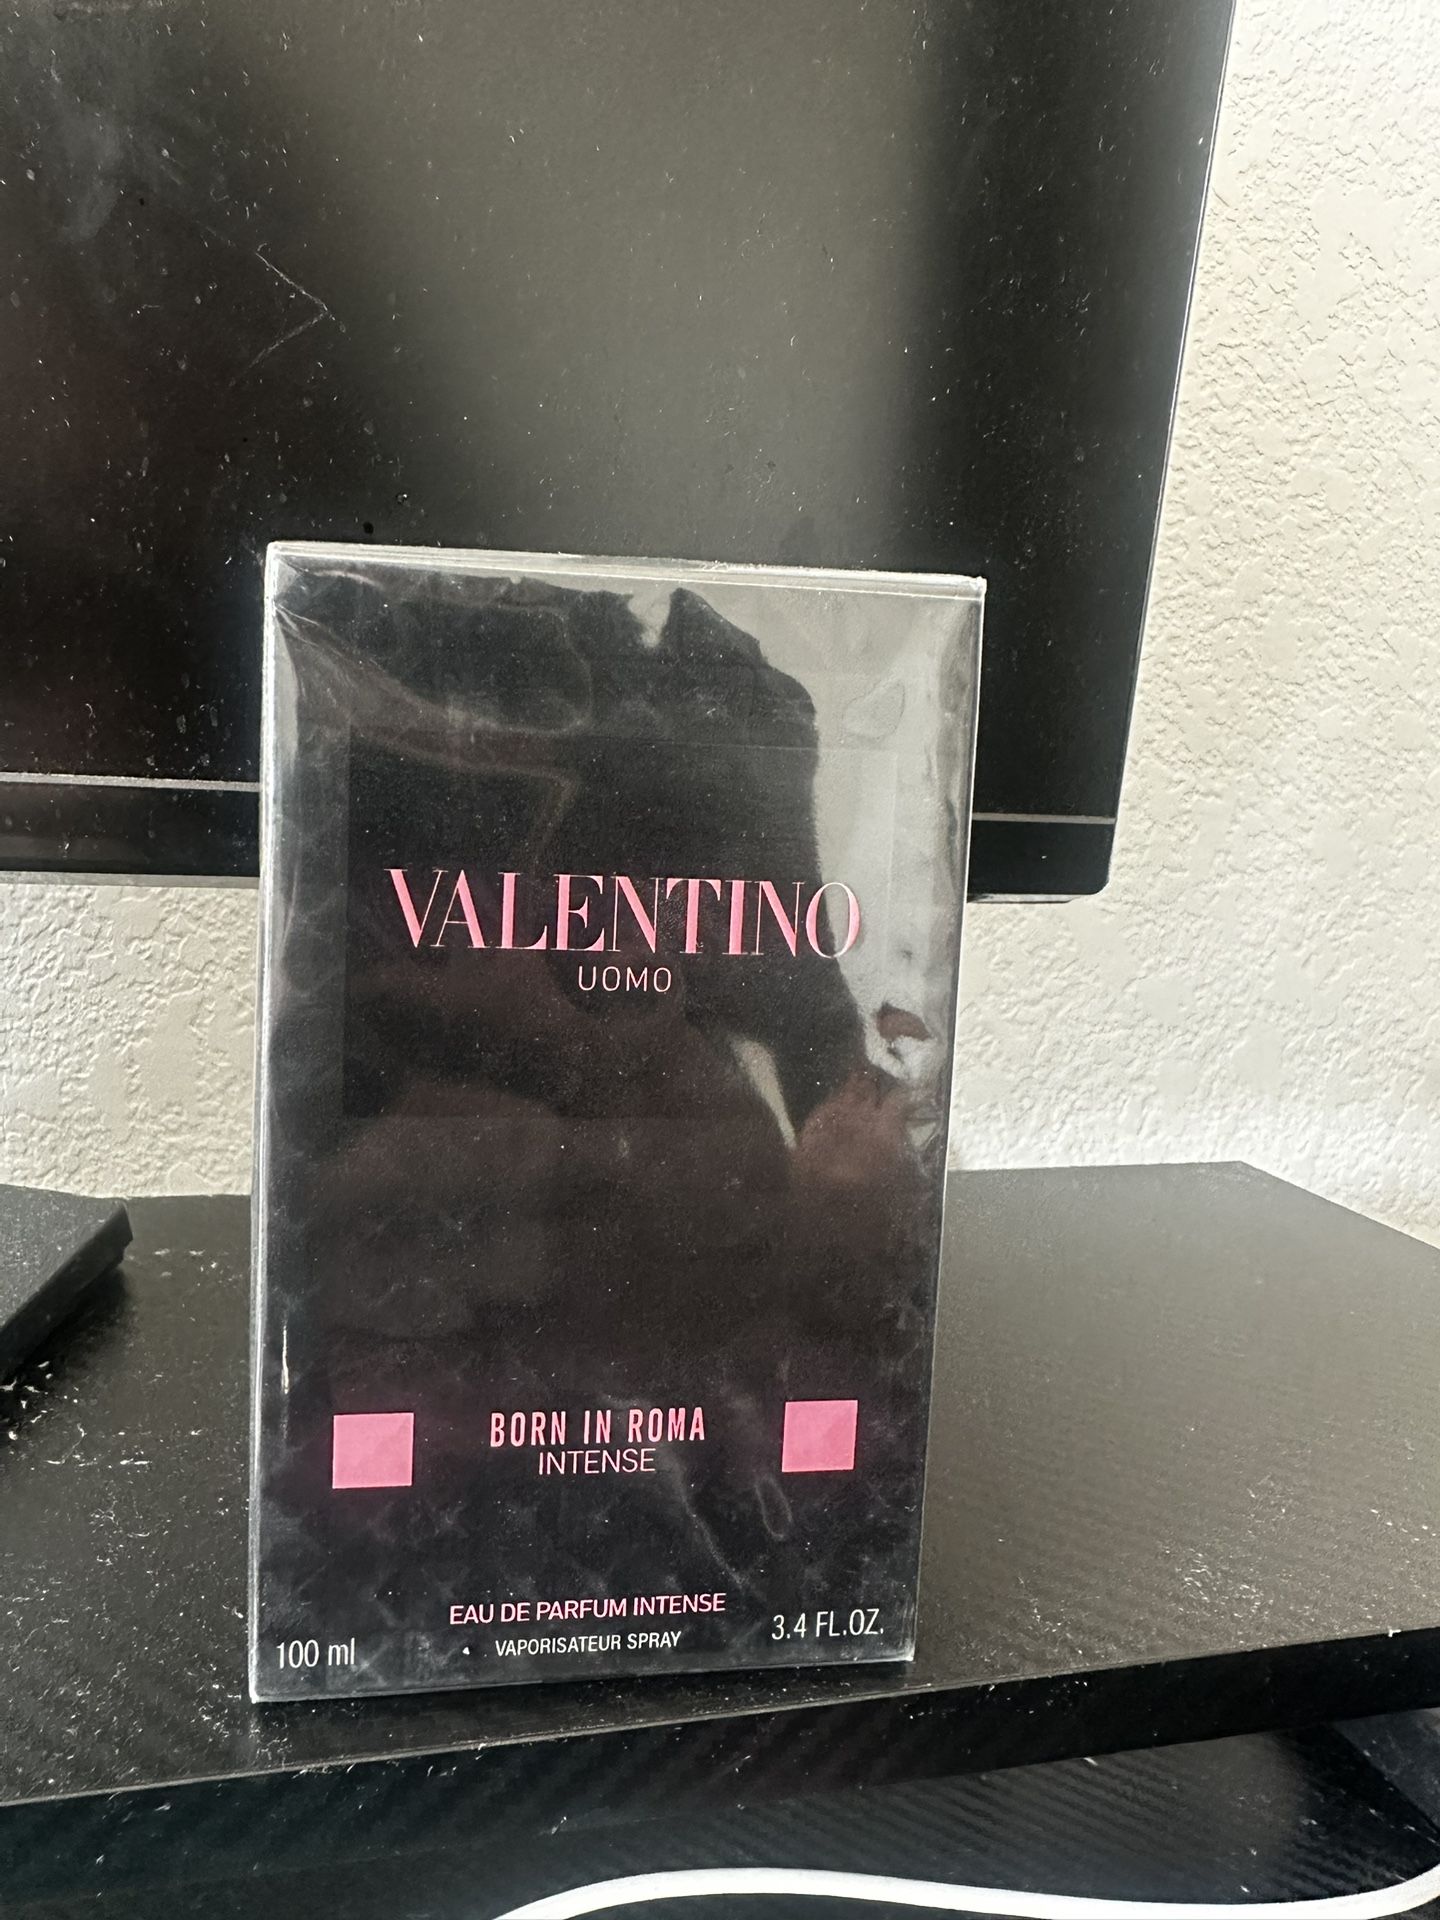 VALENTINO
UOMO
BORN IN ROMA
INTENSE
EAU DE PARFUM INTENSE
100 ml
VAPORISATEUR SPRAY
3.4 FL.OZ.